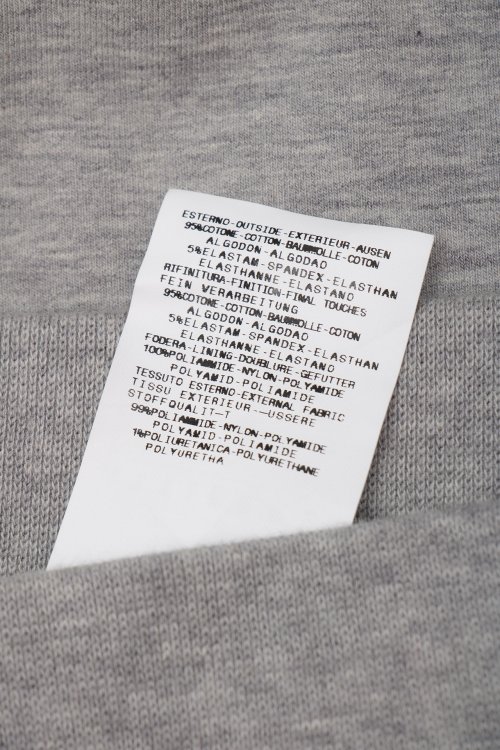 ESTERNO-OUTSIDE-EXTERIEUR-AUSEN
95%COTONE-COTTON-BAUMWOLLE-COTON
ALGODON-ALGODAO
5%ELASTAM-SPANDEX-ELASTHAN
ELASTHANNE-ELASTANO
RIFINITURA-FINITION-FINAL TOUCHES
FEIN VERARBEITUNG
95%COTONE-COTTON-BAUMWOLLE-COTON
ALGODON-ALGODAO
5%ELASTAM-SPANDEX-ELASTHAN
ELASTHANNE-ELASTANO
FODERA-LINING-DOUBLURE-GEFUTTER
100%POLIAMMIDE-NYLON-POLYAMIDE
POLYAMID-POLIAMIDE
TESSUTO ESTERNO-EXTERNAL FABRIC
TISSU EXTERIEUR-—USSERE
STOFFQUALIT—T
99%POLIAMMIDE-NYLON-POLYAMIDE
POLYAMID-POLIAMIDE
1%POLIURETANICA-POLYURETHANE
POLYURETHA